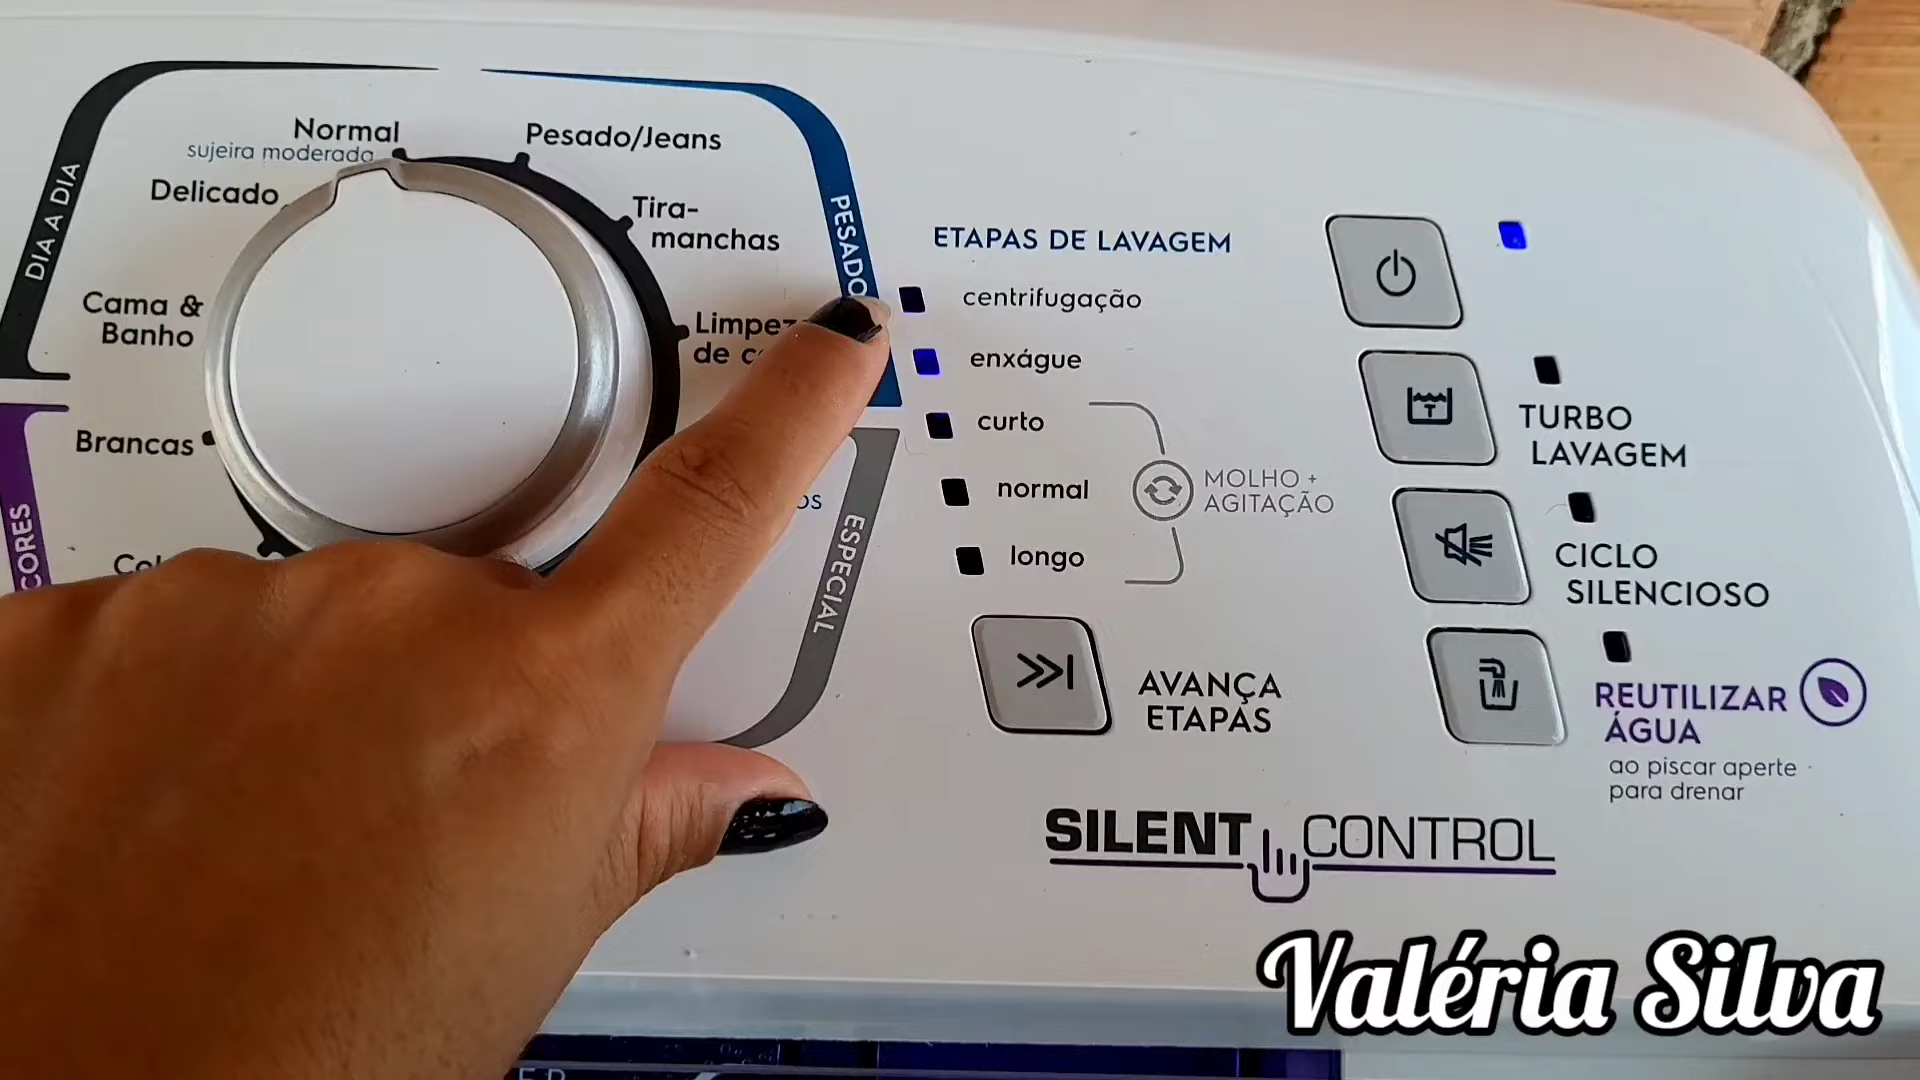 DIA A DIA
Normal
sujeira moderada
Delicado
Cama &
Banho
Brancas
CORES
Pesado/Jeans
Tira-
manchas
PESADO
ESPECIAL
ETAPAS DE LAVAGEM
centrifugação
enxágue
curto
normal
longo
MOLHO +
AGITAÇÃO
AVANÇA
ETAPAS
TURBO
LAVAGEM
CICLO
SILENCIOSO
REUTILIZAR
ÁGUA
ao piscar aperte
para drenar
SILENT CONTROL
Valéria Silva